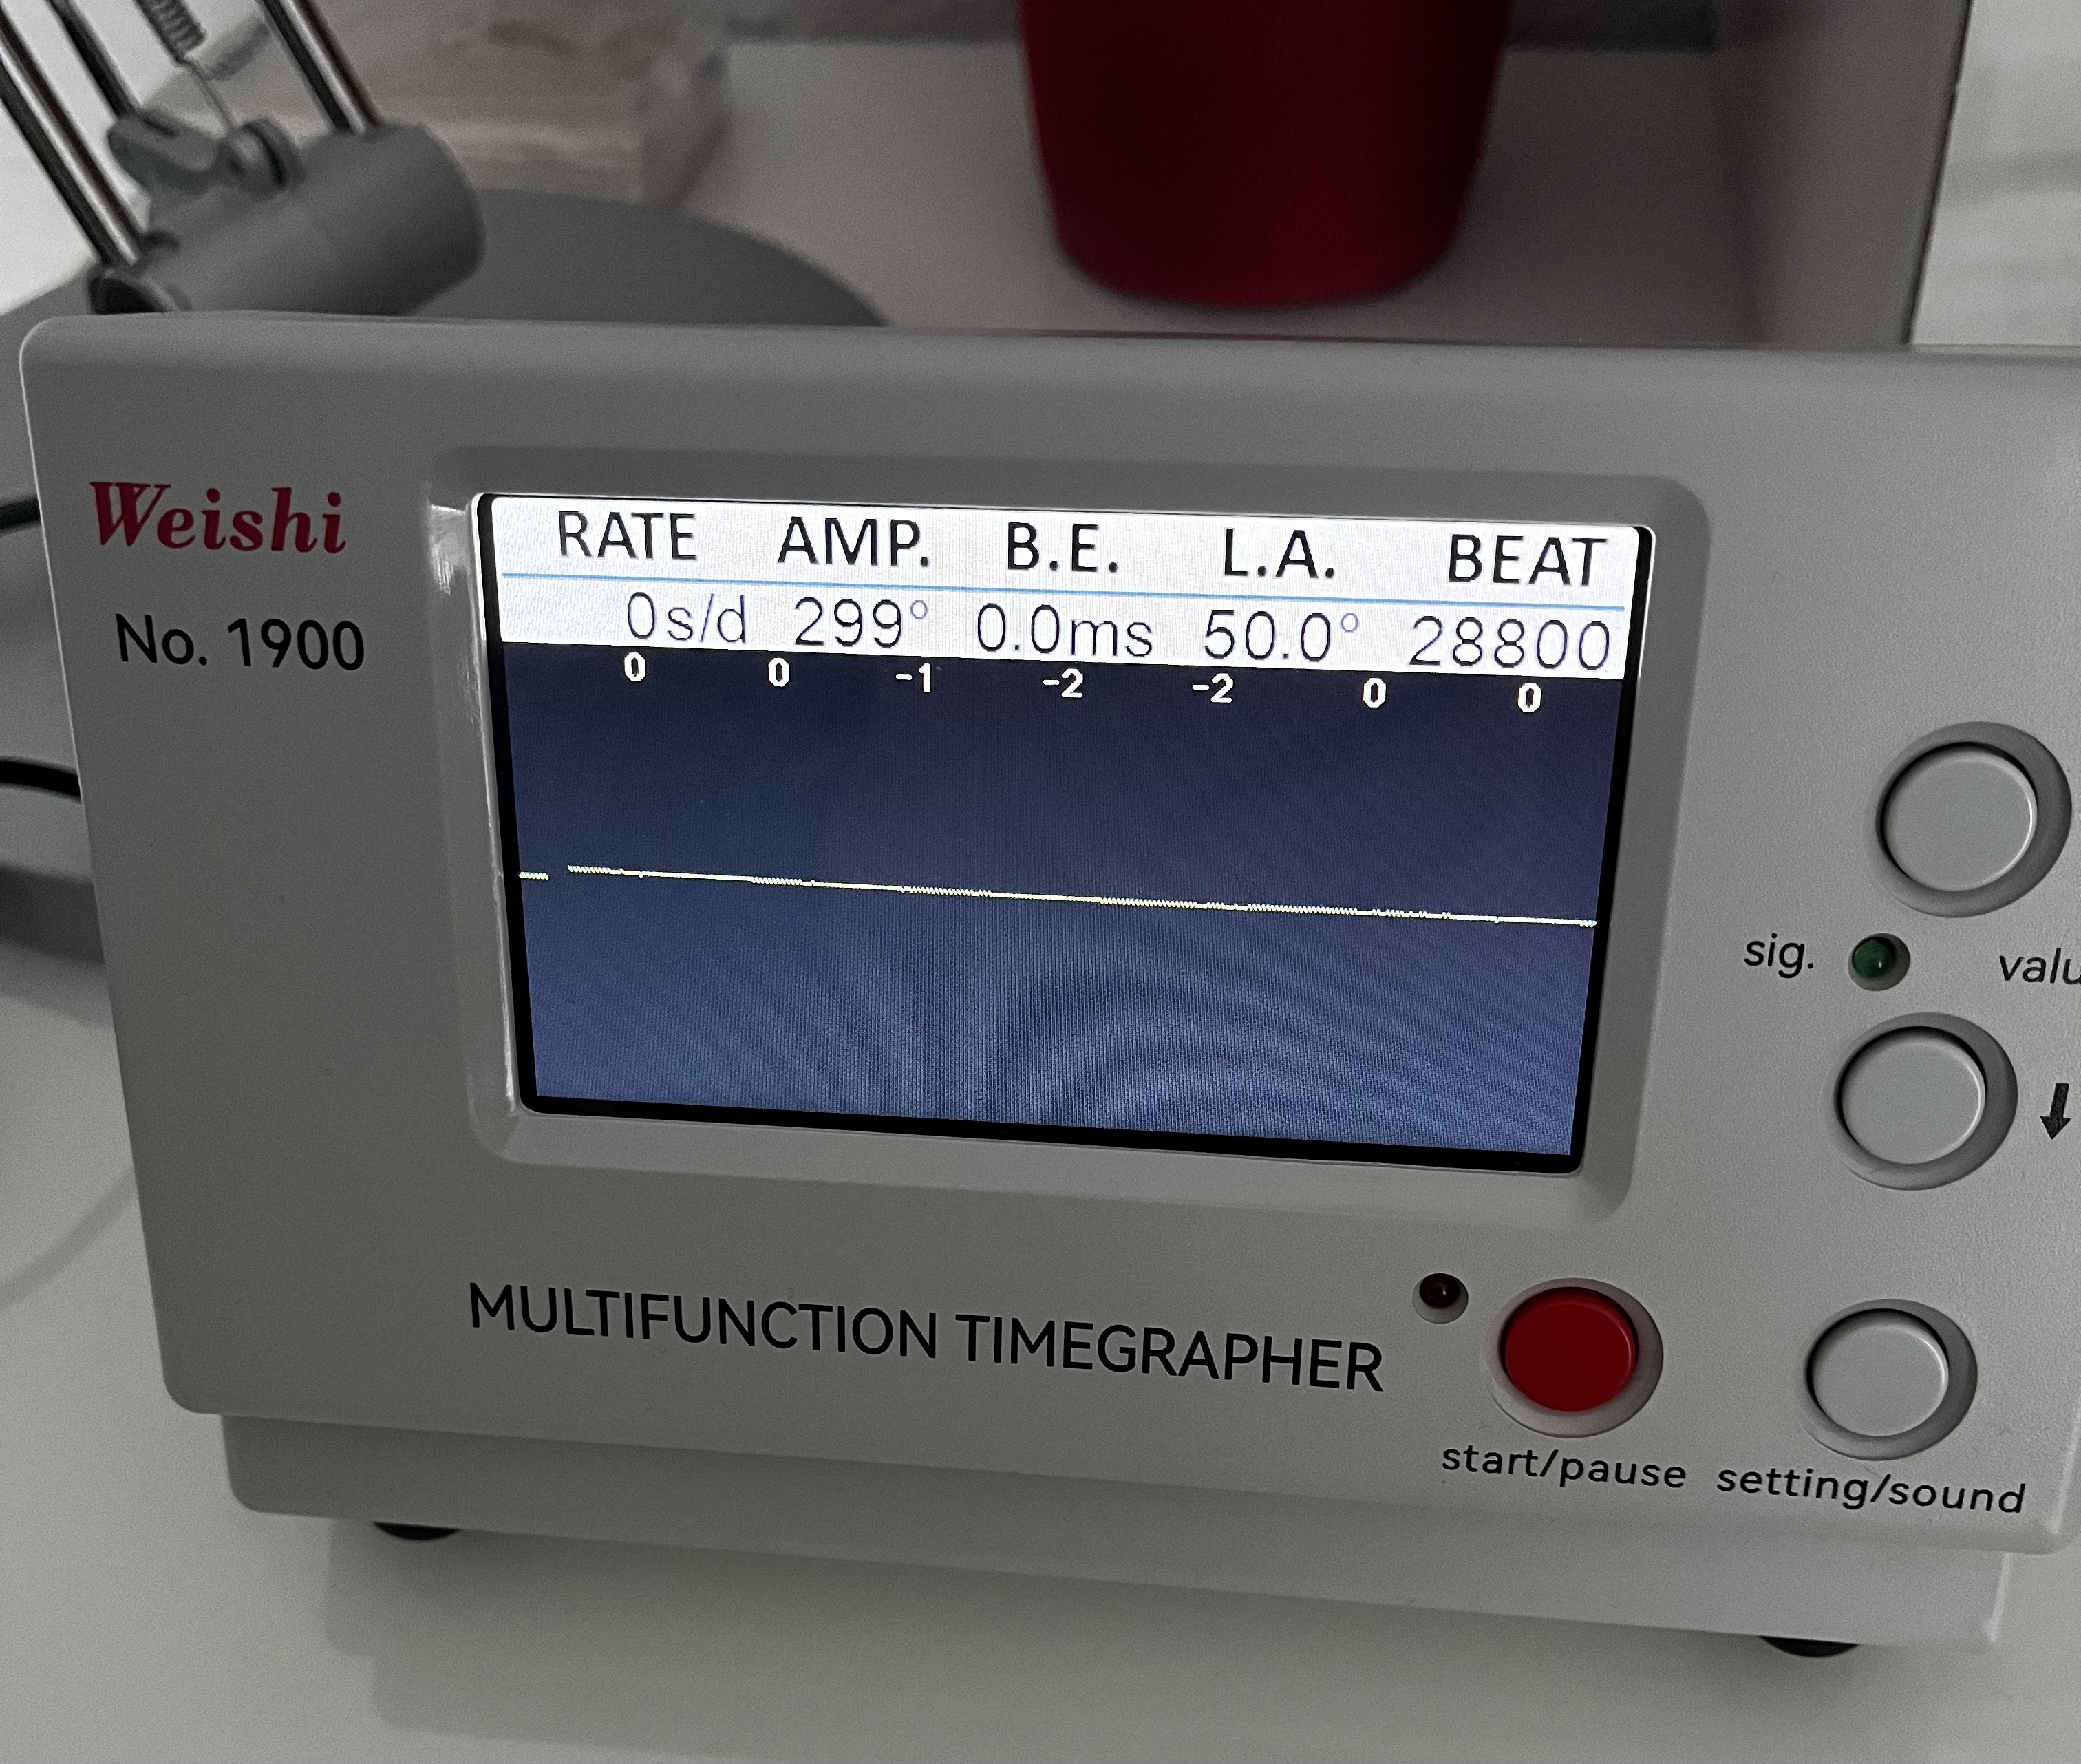 Weishi
No. 1900
RATE AMP. B.E. L.A. BEAT
0s/d 299° 0.0ms 50.0° 28800
0 0 -1 -2 -2 0 0
sig.
MULTIFUNCTION TIMEGRAPHER
start/pause setting/sound